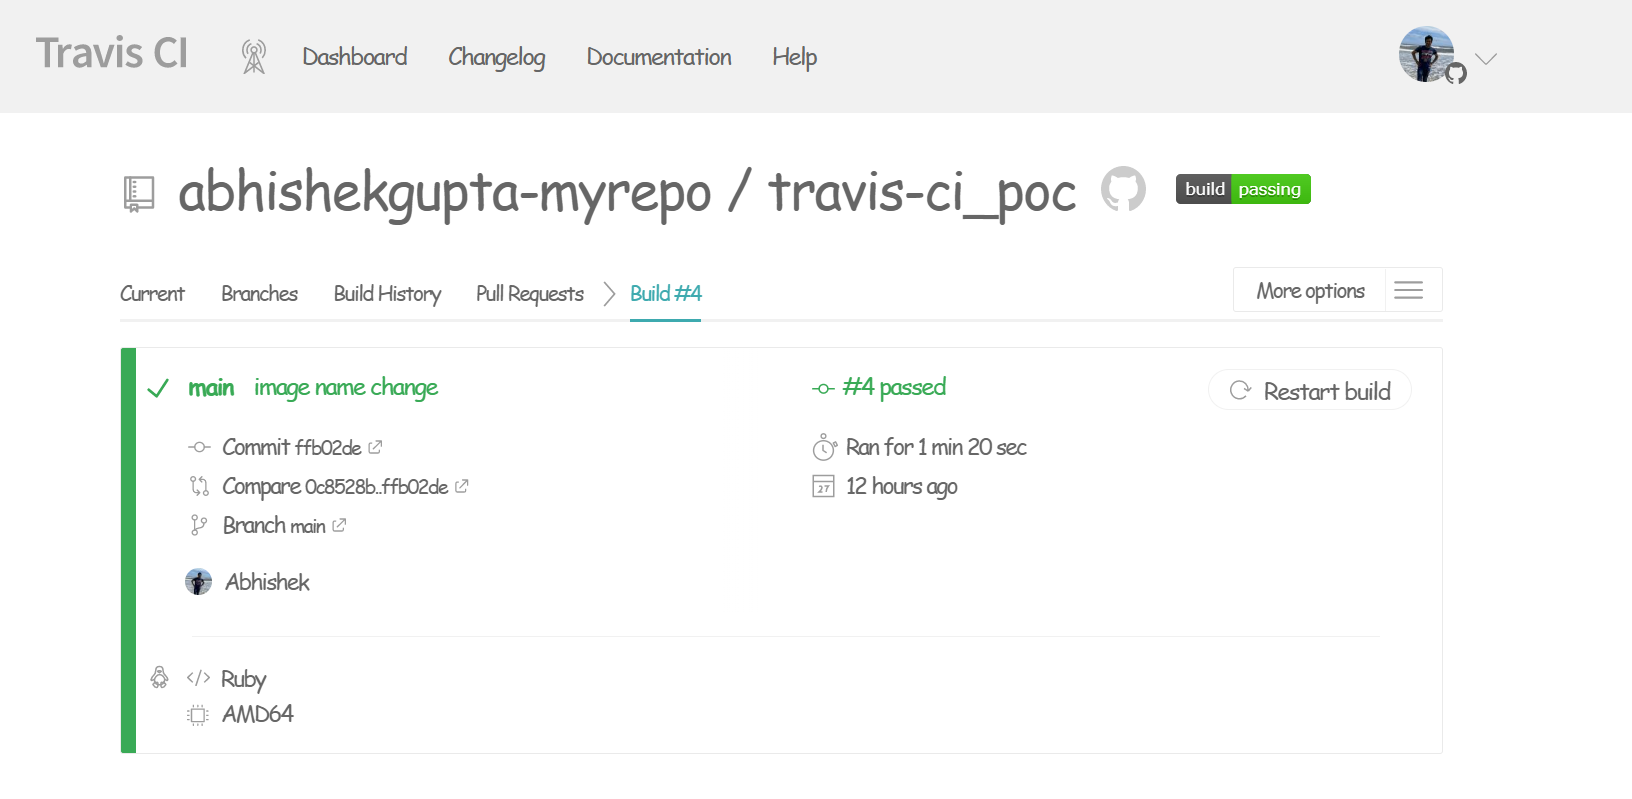 Travis CI Dashboard Changelog Documentation Help
abhishekgupta-myrepo / travis-ci_poc build passing
Current Branches Build History Pull Requests Build #4 More options
main image name change #4 passed Restart build
Commit ffb02de Ran for 1 min 20 sec
Compare 0c8528b..ffb02de 27 12 hours ago
Branch main
Abhishek
</> Ruby
AMD64